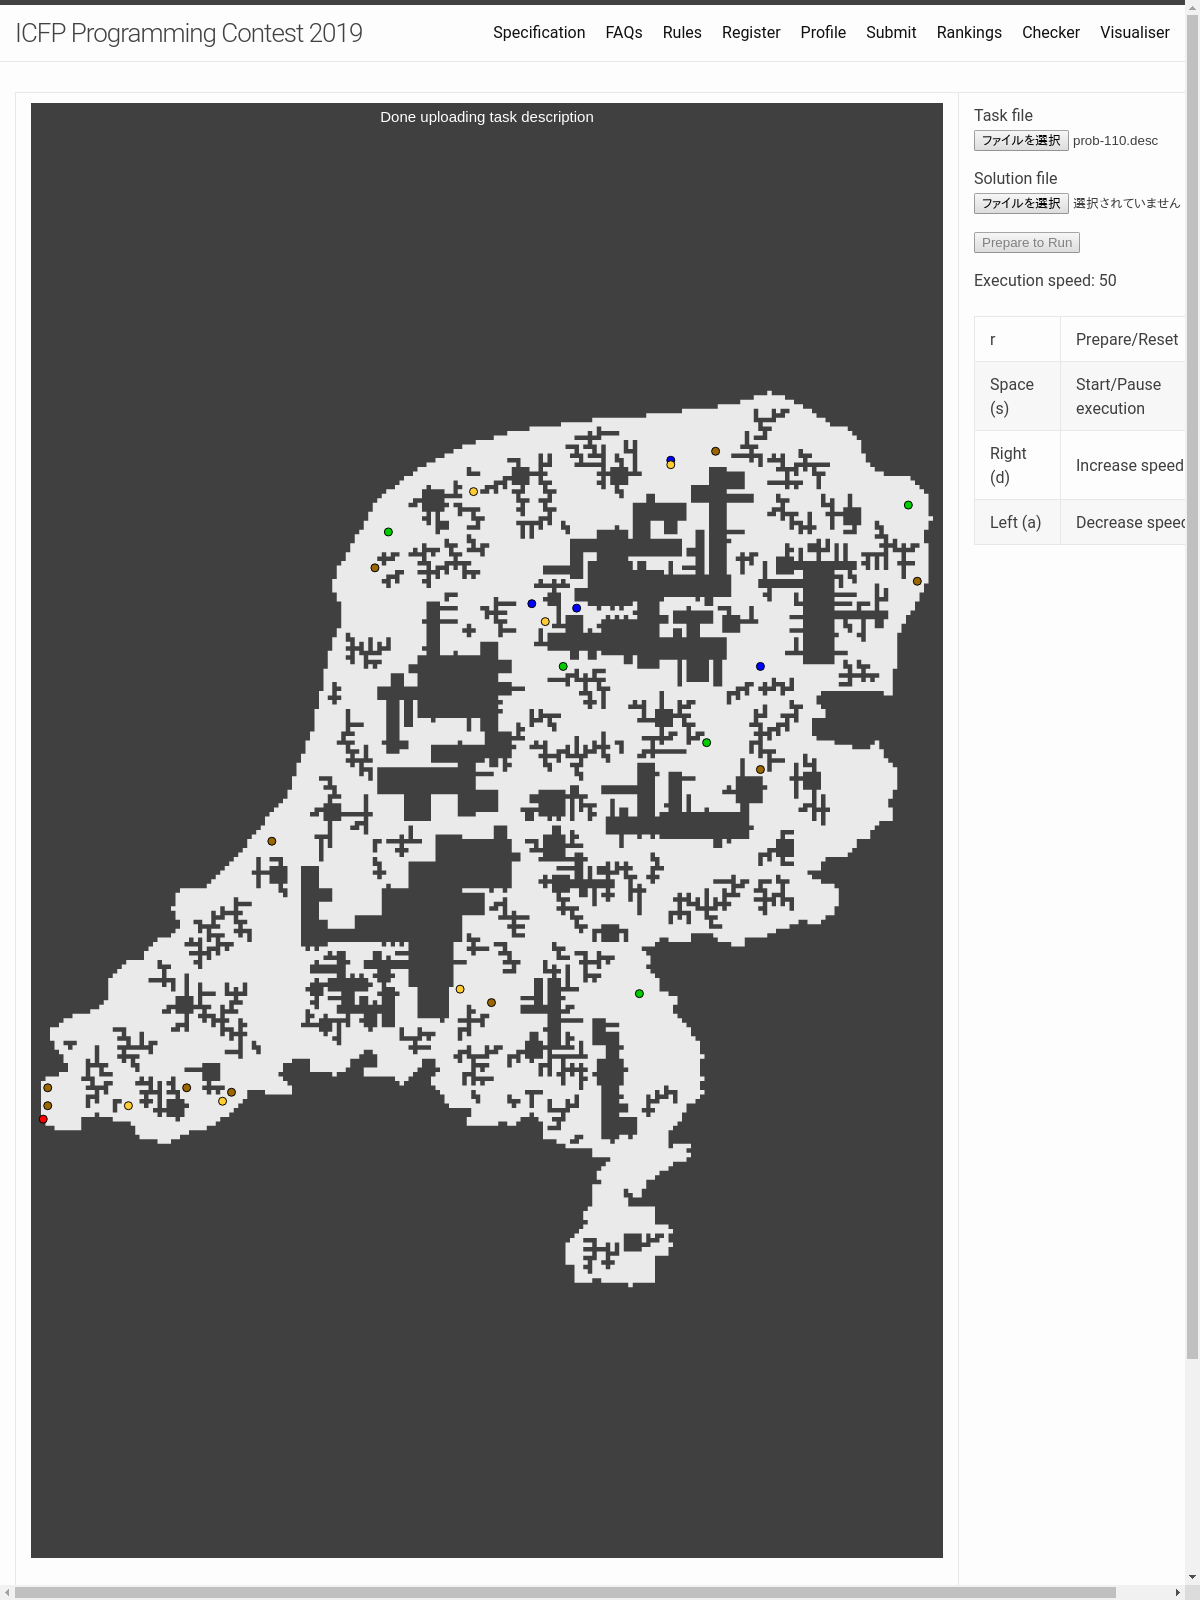 ICFP Programming Contest 2019
Specification FAQs Rules Register Profile Submit Rankings Checker Visualiser
Done uploading task description
Task file
ファイルを選択 prob-110.desc
Solution file
ファイルを選択 選択されていません
Prepare to Run
Execution speed: 50
r Prepare/Reset
Space (s) Start/Pause execution
Right (d) Increase speed
Left (a) Decrease speed